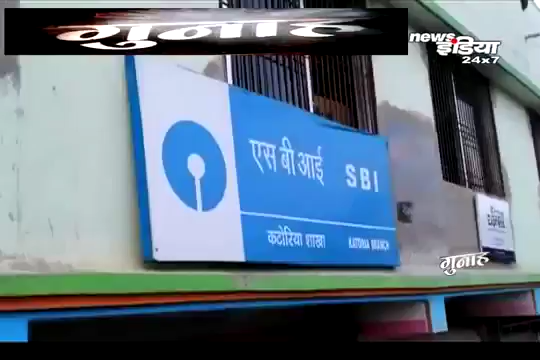 गुनाह
news
इंडिया
24x7
एस बी आई SBI
कटोरिया शाखा KATORIA BRANCH
गुनाह